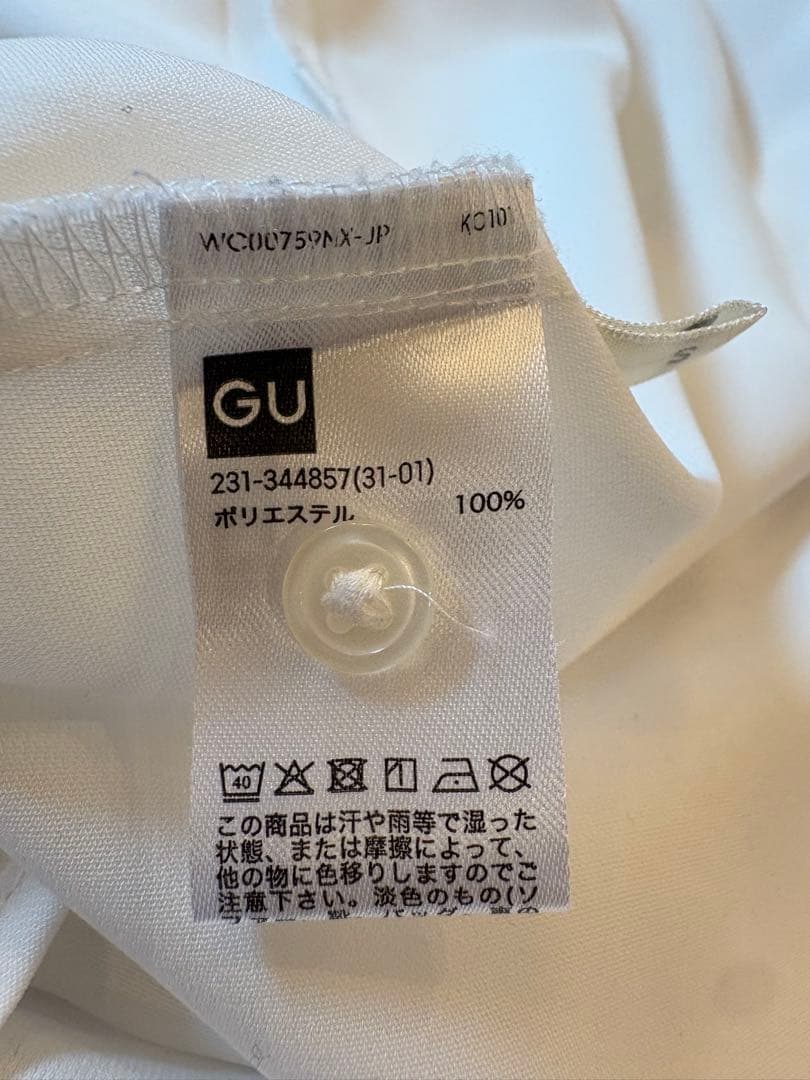 WC00759NX-JP
GU
231-344857(31-01)
ポリエステル 100%
40
この商品は汗や雨等で湿った
状態、または摩擦によって、
他の物に色移りしますのでご
注意下さい。淡色のもの(ソ